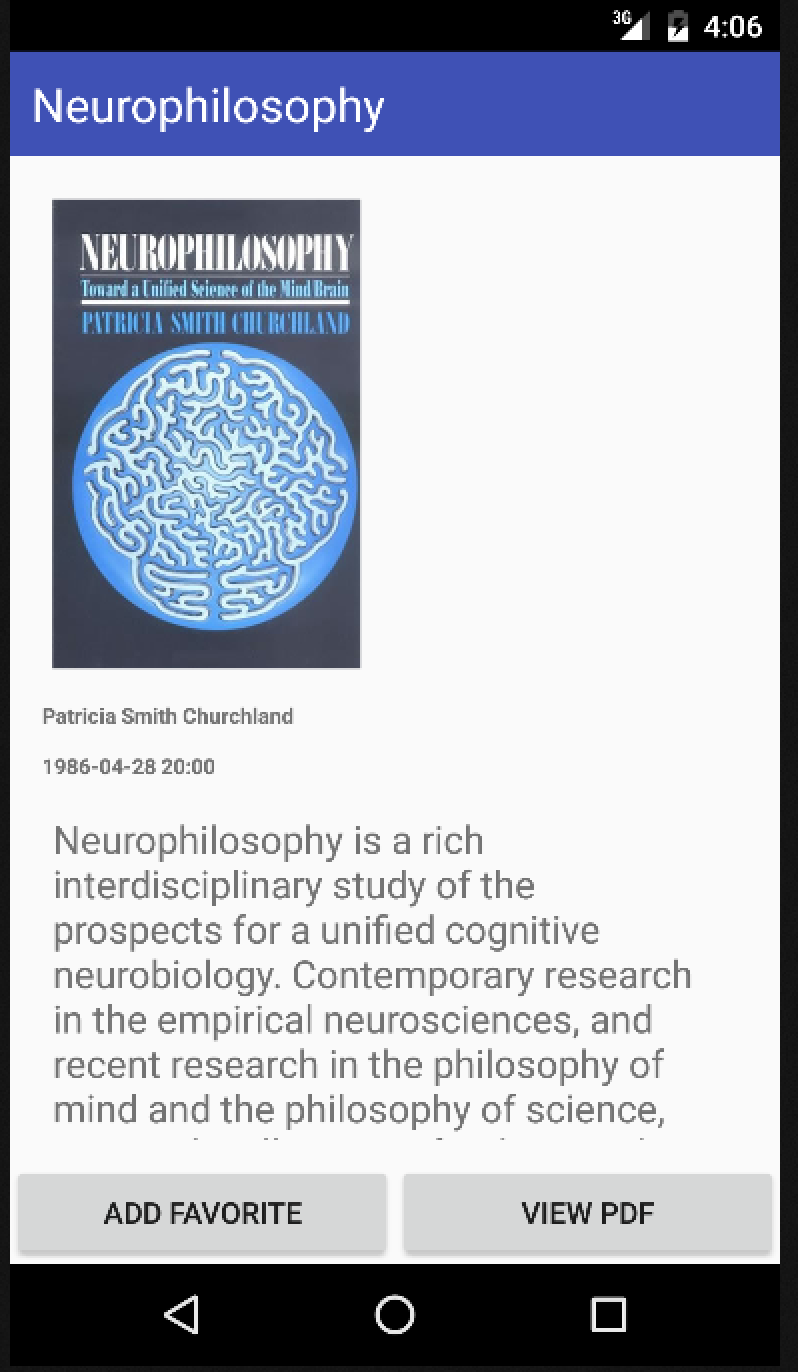 3G 4:06
Neurophilosophy
NEUROPHILOSOPHY
Toward a Unified Science of the Mind/Brain
PATRICIA SMITH CHURCHLAND
Patricia Smith Churchland
1986-04-28 20:00
Neurophilosophy is a rich
interdisciplinary study of the
prospects for a unified cognitive
neurobiology. Contemporary research
in the empirical neurosciences, and
recent research in the philosophy of
mind and the philosophy of science,
ADD FAVORITE VIEW PDF